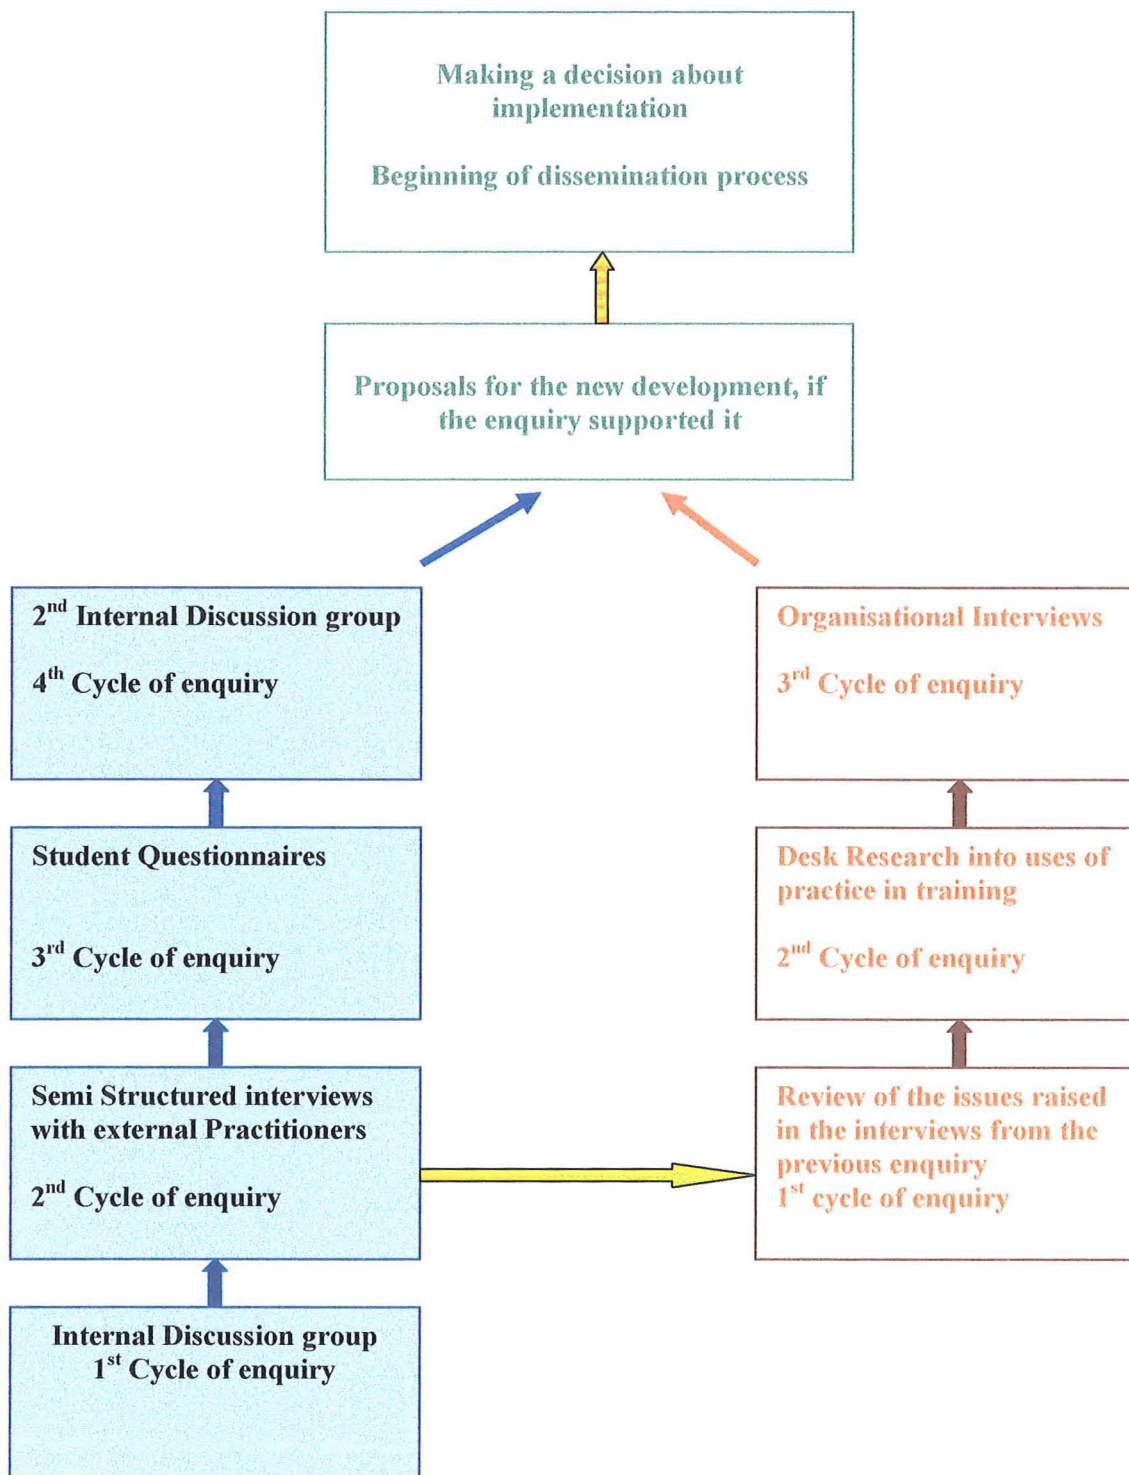 Making a decision about
implementation
Beginning of dissemination process
Proposals for the new development, if
the enquiry supported it
2nd Internal Discussion group
4th Cycle of enquiry
Organisational Interviews
3rd Cycle of enquiry
Student Questionnaires
3rd Cycle of enquiry
Desk Research into uses of
practice in training
2nd Cycle of enquiry
Semi Structured interviews
with external Practitioners
2nd Cycle of enquiry
Review of the issues raised
in the interviews from the
previous enquiry
1st cycle of enquiry
Internal Discussion group
1st Cycle of enquiry